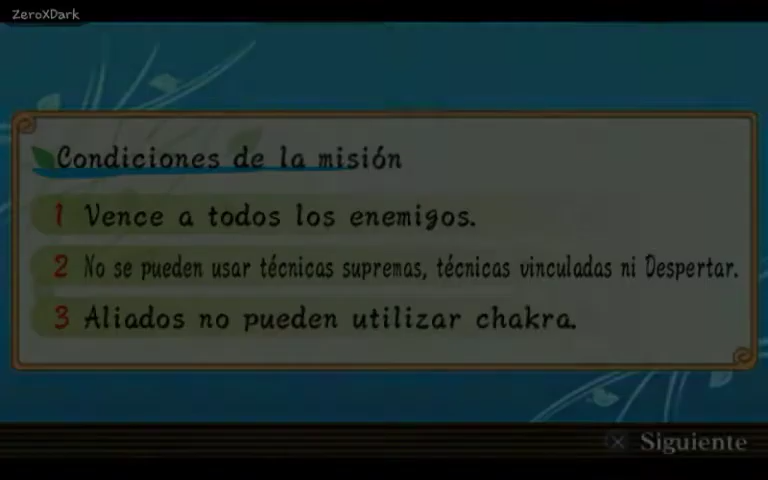 ZeroXDark
Condiciones de la misión
1 Vence a todos los enemigos.
2 No se pueden usar técnicas supremas, técnicas vinculadas ni Despertar.
3 Aliados no pueden utilizar chakra.
Siguiente